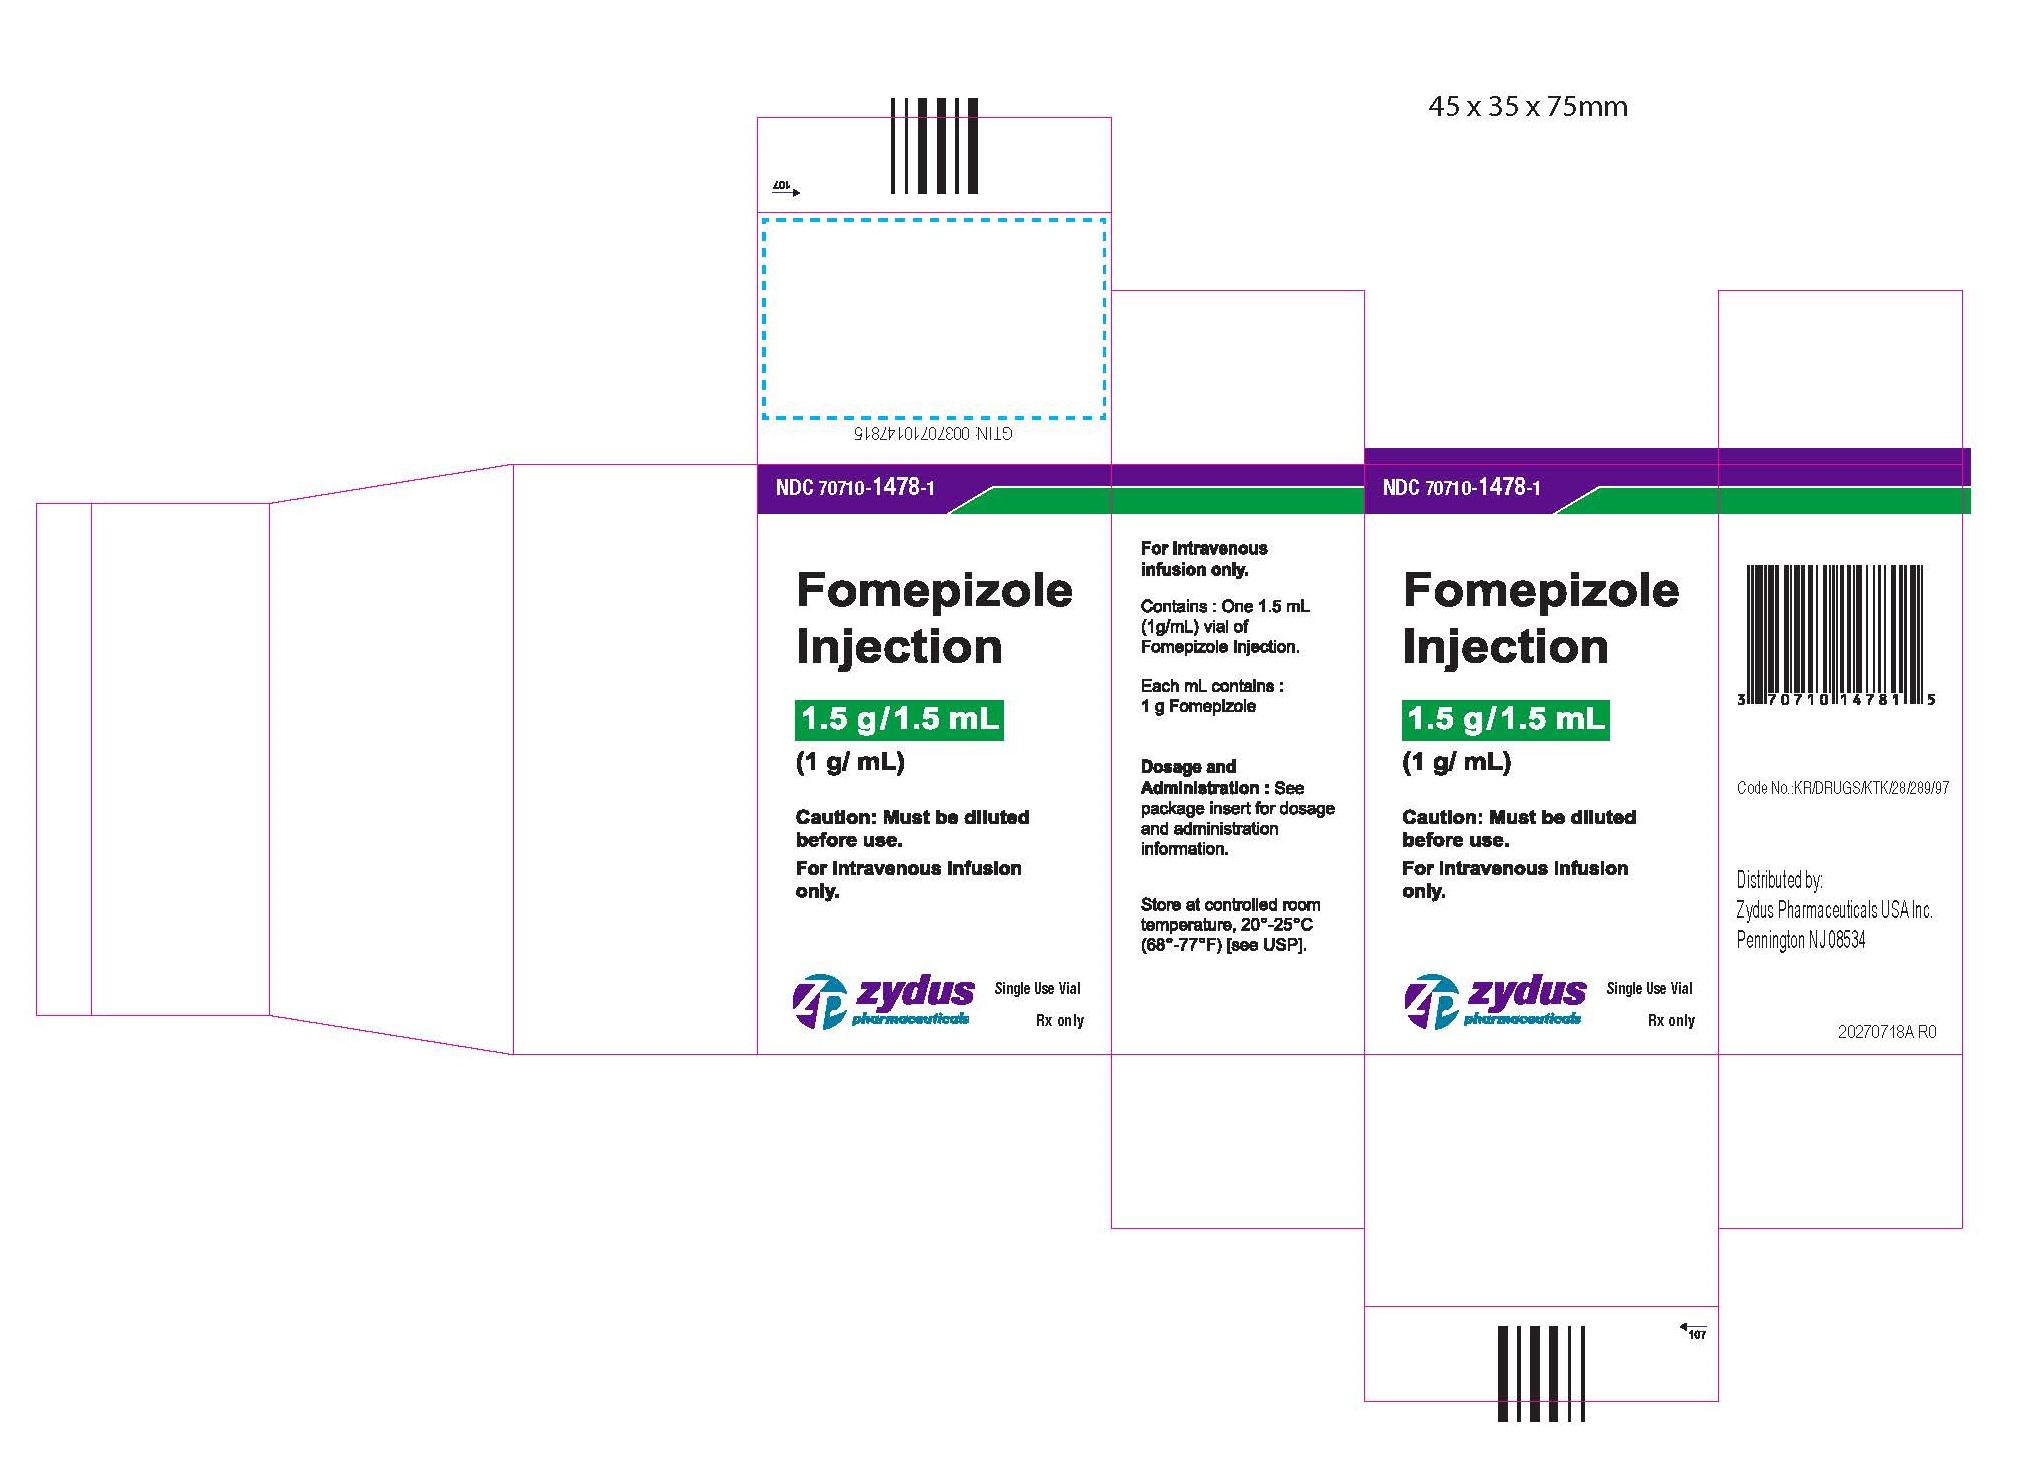 45 x 35 x 75mm
107
GTIN: 00370710147815
NDC 70710-1478-1
Fomepizole
Injection
1.5 g/1.5 mL
(1 g/ mL)
Caution: Must be diluted
before use.
For Intravenous Infusion
only.
zydus
pharmaceuticals
Single Use Vial
Rx only
For Intravenous
infusion only.
Contains : One 1.5 mL
(1g/mL) vial of
Fomepizole Injection.
Each mL contains :
1 g Fomepizole
Dosage and
Administration : See
package insert for dosage
and administration
information.
Store at controlled room
temperature, 20°-25°C
(68°-77°F) [see USP].
NDC 70710-1478-1
Fomepizole
Injection
1.5 g/1.5 mL
(1 g/ mL)
Caution: Must be diluted
before use.
For Intravenous Infusion
only.
zydus
pharmaceuticals
Single Use Vial
Rx only
3 70710 14781 5
Code No.:KR/DRUGS/KTK/28/289/97
Distributed by:
Zydus Pharmaceuticals USA Inc.
Pennington NJ 08534
20270718A R0
107